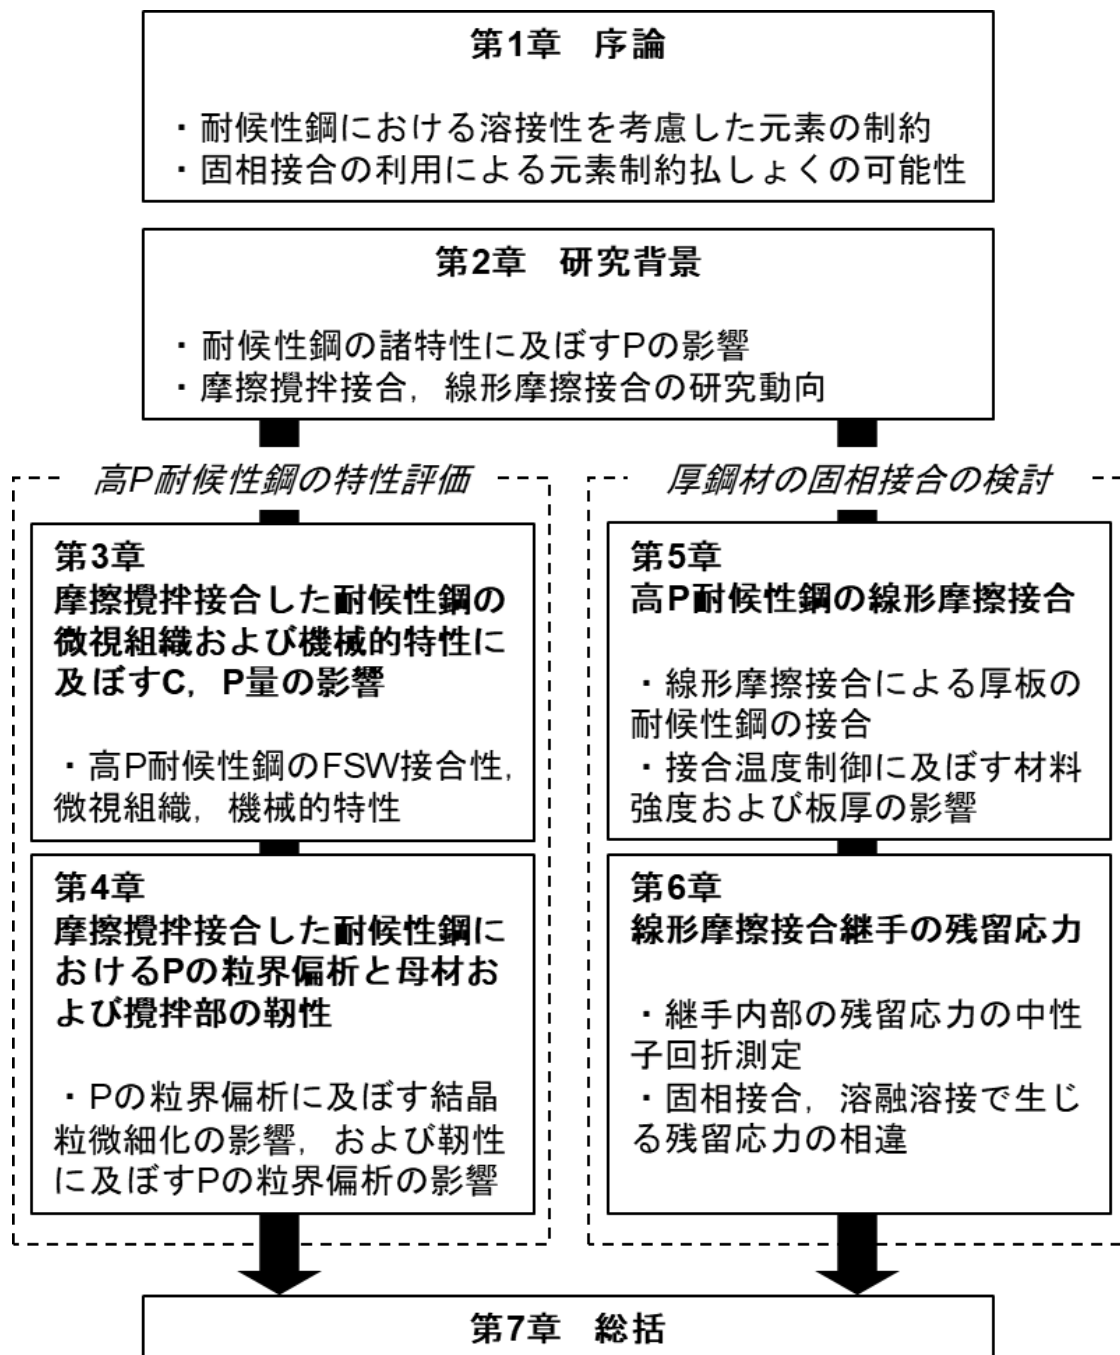 第1章 序論
・耐候性鋼における溶接性を考慮した元素の制約
・固相接合の利用による元素制約払しょくの可能性
第2章 研究背景
・耐候性鋼の諸特性に及ぼすPの影響
・摩擦攪拌接合，線形摩擦接合の研究動向
高P耐候性鋼の特性評価
第3章
摩擦攪拌接合した耐候性鋼の
微視組織および機械的特性に
及ぼすC，P量の影響
・高P耐候性鋼のFSW接合性，
微視組織，機械的特性
第4章
摩擦攪拌接合した耐候性鋼に
おけるPの粒界偏析と母材お
よび攪拌部の靭性
・Pの粒界偏析に及ぼす結晶
粒微細化の影響，および靭性
に及ぼすPの粒界偏析の影響
厚鋼材の固相接合の検討
第5章
高P耐候性鋼の線形摩擦接合
・線形摩擦接合による厚板の
耐候性鋼の接合
・接合温度制御に及ぼす材料
強度および板厚の影響
第6章
線形摩擦接合継手の残留応力
・継手内部の残留応力の中性
子回折測定
・固相接合，溶融溶接で生じ
る残留応力の相違
第7章 総括